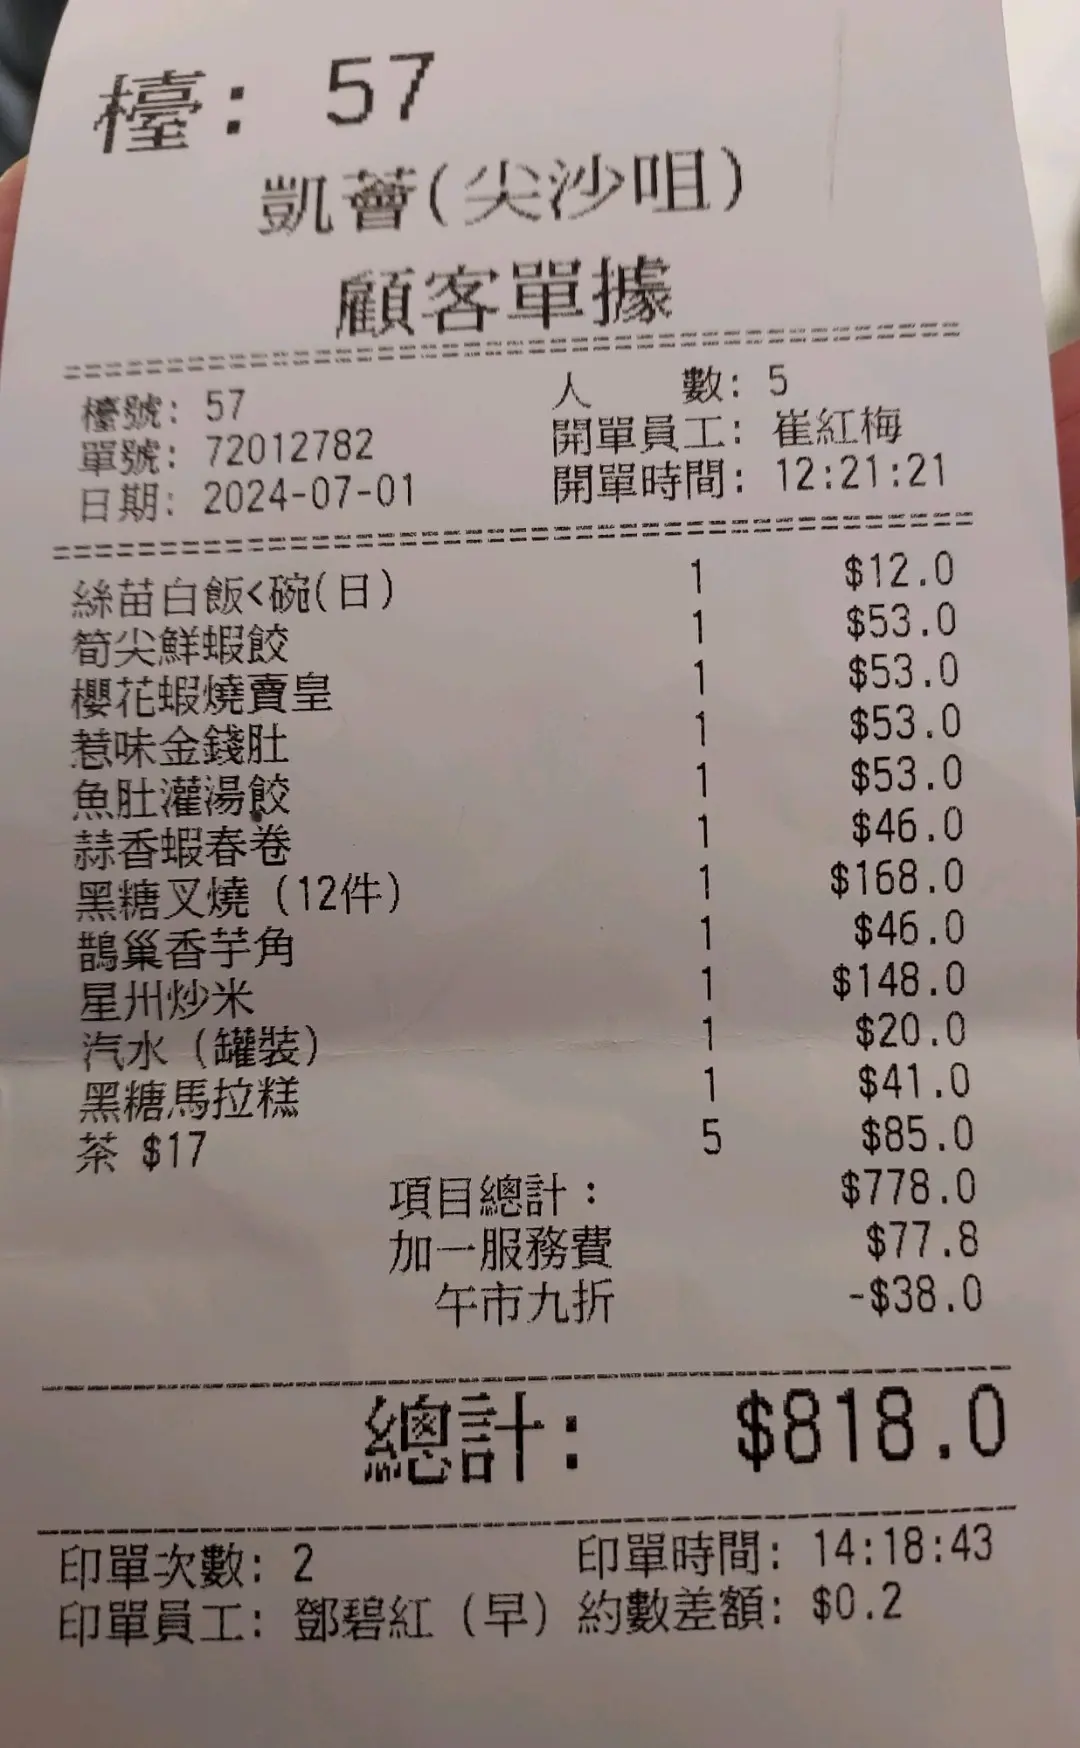 檯: 57
凱薈(尖沙咀)
顧客單據
檯號: 57 人 數: 5
單號: 72012782 開單員工: 崔紅梅
日期: 2024-07-01 開單時間: 12:21:21
絲苗白飯<碗(日) 1 $12.0
筍尖鮮蝦餃 1 $53.0
櫻花蝦燒賣皇 1 $53.0
惹味金錢肚 1 $53.0
魚肚灌湯餃 1 $53.0
蒜香蝦春卷 1 $46.0
黑糖叉燒 (12件) 1 $168.0
鵲巢香芋角 1 $46.0
星州炒米 1 $148.0
汽水 (罐裝) 1 $20.0
黑糖馬拉糕 1 $41.0
茶 $17 5 $85.0
項目總計: $778.0
加一服務費 $77.8
午市九折 -$38.0
總計: $818.0
印單次數: 2 印單時間: 14:18:43
印單員工: 鄧碧紅 (早) 約數差額: $0.2